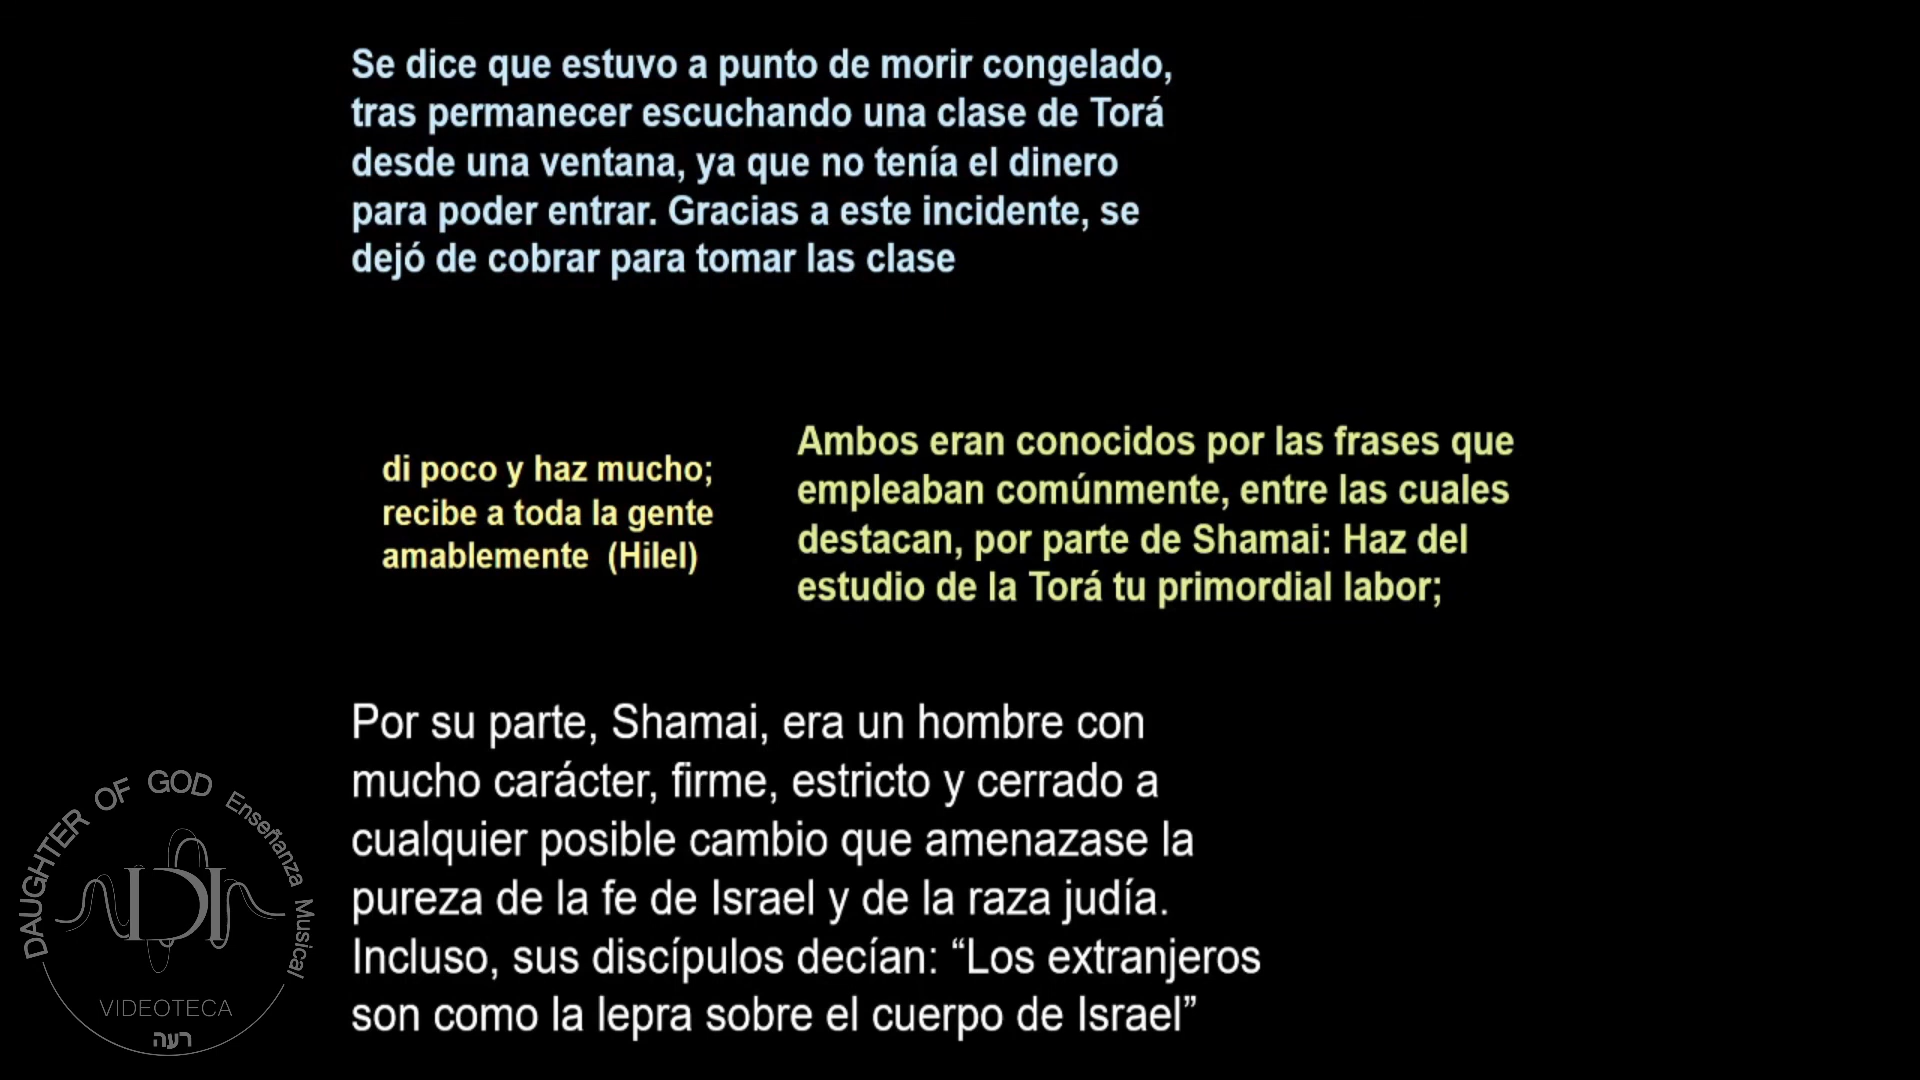 Se dice que estuvo a punto de morir congelado,
tras permanecer escuchando una clase de Torá
desde una ventana, ya que no tenía el dinero
para poder entrar. Gracias a este incidente, se
dejó de cobrar para tomar las clase
di poco y haz mucho;
recibe a toda la gente
amablemente (Hilel)
Ambos eran conocidos por las frases que
empleaban comúnmente, entre las cuales
destacan, por parte de Shamai: Haz del
estudio de la Torá tu primordial labor;
Por su parte, Shamai, era un hombre con
mucho carácter, firme, estricto y cerrado a
cualquier posible cambio que amenazase la
pureza de la fe de Israel y de la raza judía.
Incluso, sus discípulos decían: “Los extranjeros
son como la lepra sobre el cuerpo de Israel”
DAUGHTER OF GOD Enseñanza Musical
VIDEOTECA
רעה